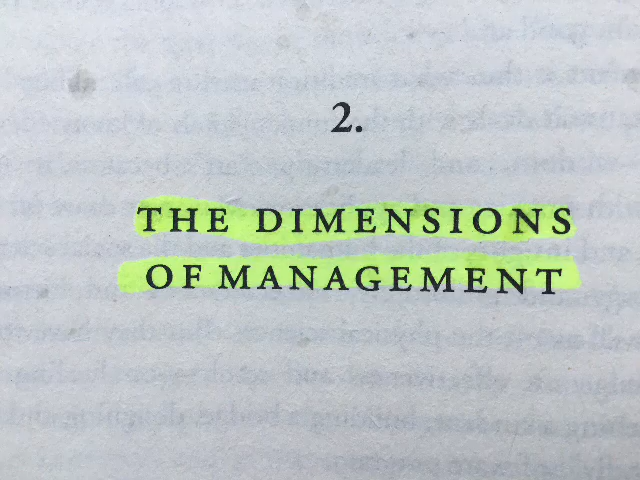 2.
THE DIMENSIONS
OF MANAGEMENT